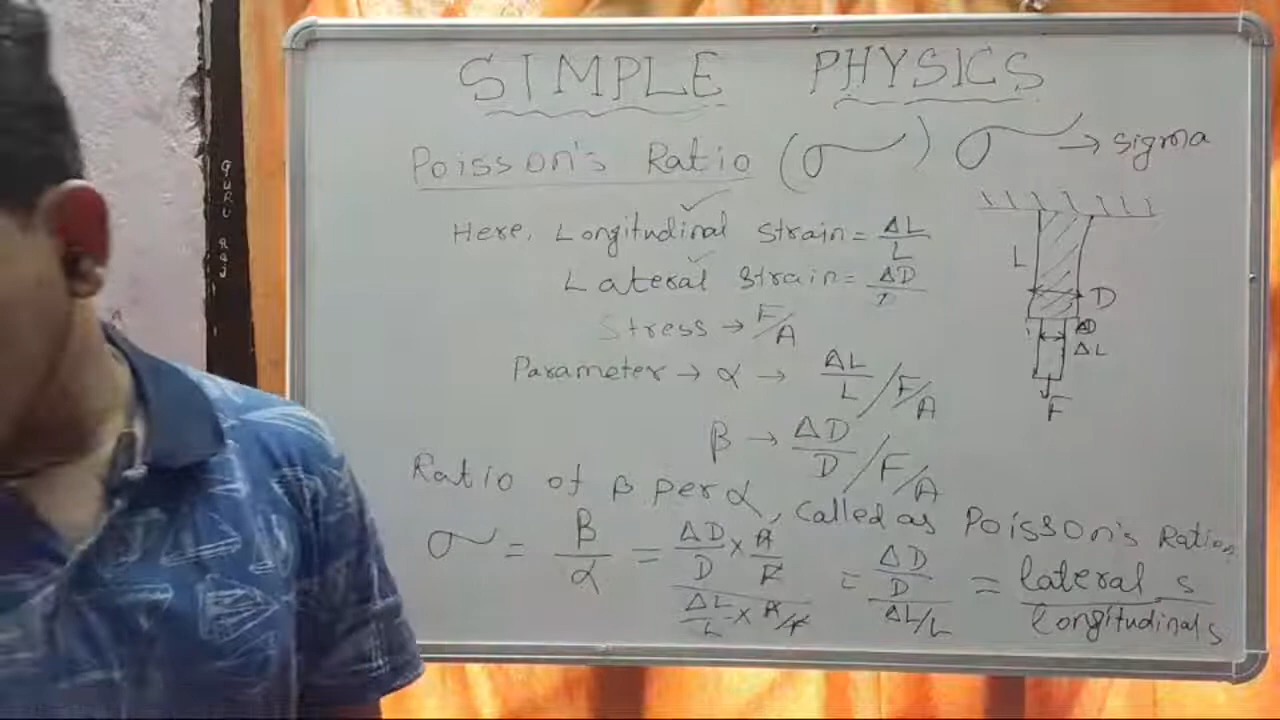 SIMPLE PHYSICS
Poisson's Ratio (σ) σ → sigma
Here, Longitudinal strain = ΔL/L
Lateral strain = ΔD/D
Stress → F/A
Parameter → α → ΔL/L / F/A
β → ΔD/D / F/A
Ratio of β per α, called as Poisson's Ratio,
σ = β/α = ΔD/D × A/F / ΔL/L × A/F = ΔD/D / ΔL/L = lateral s / longitudinal s
L
D
ΔD
ΔL
F
GURU